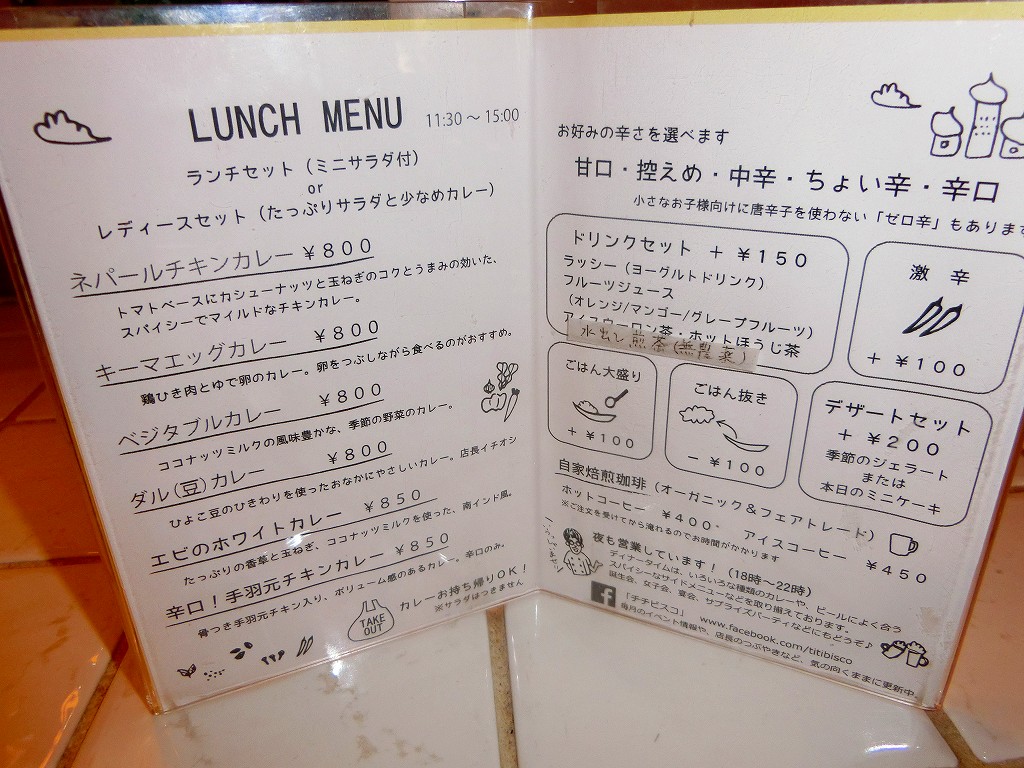 LUNCH MENU 11:30 ～ 15:00
ランチセット（ミニサラダ付）
or
レディースセット（たっぷりサラダと少なめカレー）
ネパールチキンカレー ￥８００
トマトベースにカシューナッツと玉ねぎのコクとうまみの効いた、
スパイシーでマイルドなチキンカレー。
キーマエッグカレー ￥８００
鶏ひき肉とゆで卵のカレー。卵をつぶしながら食べるのがおすすめ。
ベジタブルカレー ￥８００
ココナッツミルクの風味豊かな、季節の野菜のカレー。
ダル（豆）カレー ￥８００
ひよこ豆のひきわりを使ったおなかにやさしいカレー。店長イチオシ
エビのホワイトカレー ￥８５０
たっぷりの香草と玉ねぎ、ココナッツミルクを使った、南インド風。
辛口！手羽元チキンカレー ￥８５０
骨つき手羽元チキン入り、ボリューム感のあるカレー。辛口のみ。
TAKE
OUT
カレーお持ち帰りＯＫ！
※サラダはつきません
お好みの辛さを選べます
甘口・控えめ・中辛・ちょい辛・辛口
小さなお子様向けに唐辛子を使わない「ゼロ辛」もあります
ドリンクセット ＋ ￥１５０
ラッシー（ヨーグルトドリンク）
フルーツジュース
（オレンジ/マンゴー/グレープフルーツ）
アイスウーロン茶・ホットほうじ茶
水出し煎茶（無農薬）
激 辛
＋ ￥１００
ごはん大盛り
＋ ￥１００
ごはん抜き
－ ￥１００
デザートセット
＋ ￥２００
季節のジェラート
または
本日のミニケーキ
自家焙煎珈琲（オーガニック＆フェアトレード）
ホットコーヒー ￥４００ アイスコーヒー ￥４５０
※ご注文を受けてから淹れるのでお時間がかかります
夜も営業しています！（18時～22時）
ディナータイムは、いろいろな種類のカレーや、ビールによく合う
スパイシーなサイドメニューなどを取り揃えております。
誕生会、女子会、宴会、サプライズパーティなどにもどうぞ♪
f 「チチビスコ」 www.facebook.com/titibisco
毎月のイベント情報や、店長のつぶやきなど、気の向くままに更新中